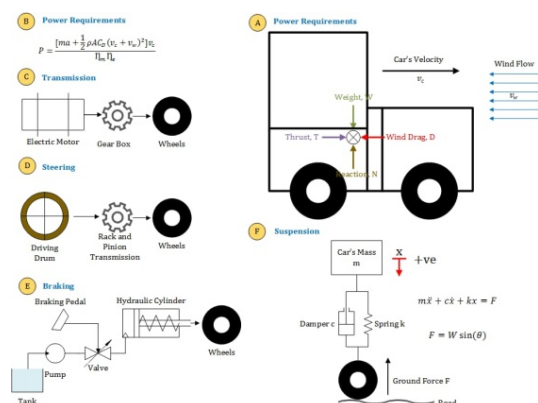 B Power Requirements
P = [ma + 1/2 ρAC_D (v_c + v_w)²]v_c / η_m η_g
C Transmission
Electric Motor
Gear Box
Wheels
D Steering
Driving
Drum
Rack and
Pinion
Transmission
Wheels
E Braking
Braking Pedal
Hydraulic Cylinder
Wheels
Valve
Pump
Tank
A Power Requirements
Car's Velocity
v_c
Wind Flow
v_w
Weight, W
Thrust, T
Wind Drag, D
Reaction, N
F Suspension
Car's Mass
m
X
+ve
mẍ + cẋ + kx = F
Damper c
Spring k
F = W sin(θ)
Ground Force F
Road